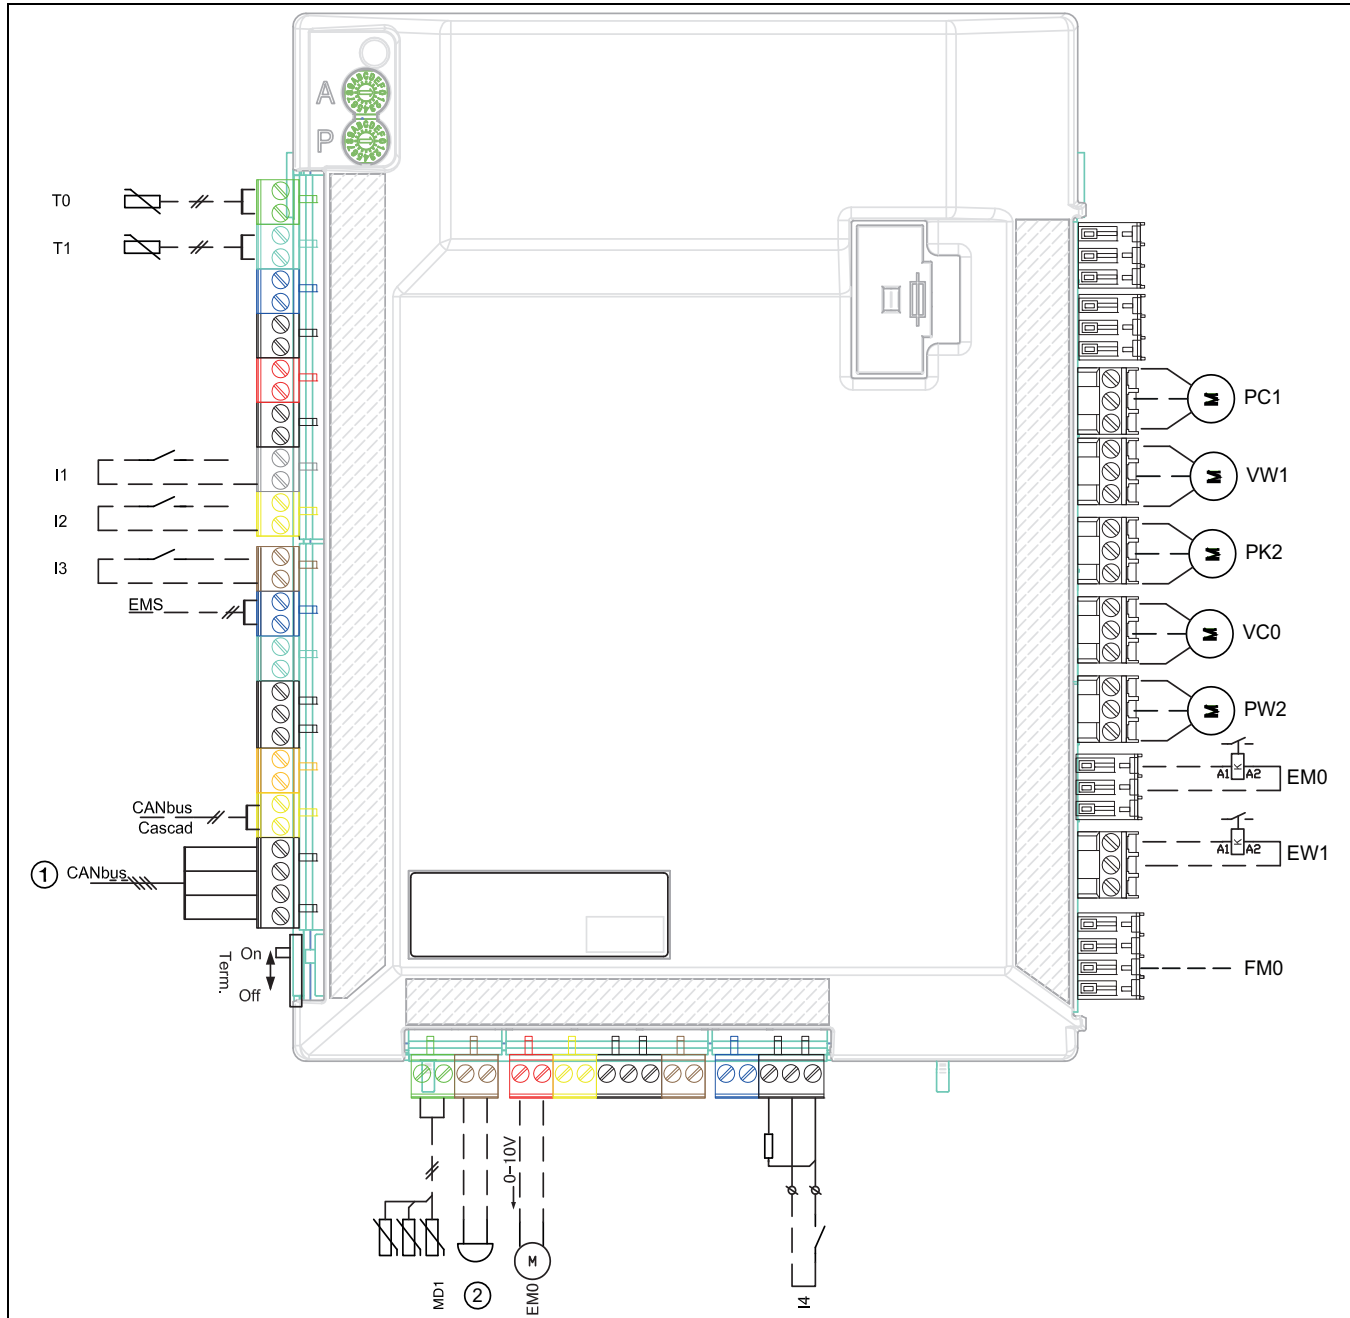 A
P
T0
T1
I1
I2
I3
EMS
CANbus
Cascad
1 CANbus
On
Off
Term.
M PC1
M VW1
M PK2
M VC0
M PW2
A1 K A2 EM0
A1 K A2 EW1
FM0
MD1
2
0-10V
M
EM0
I4